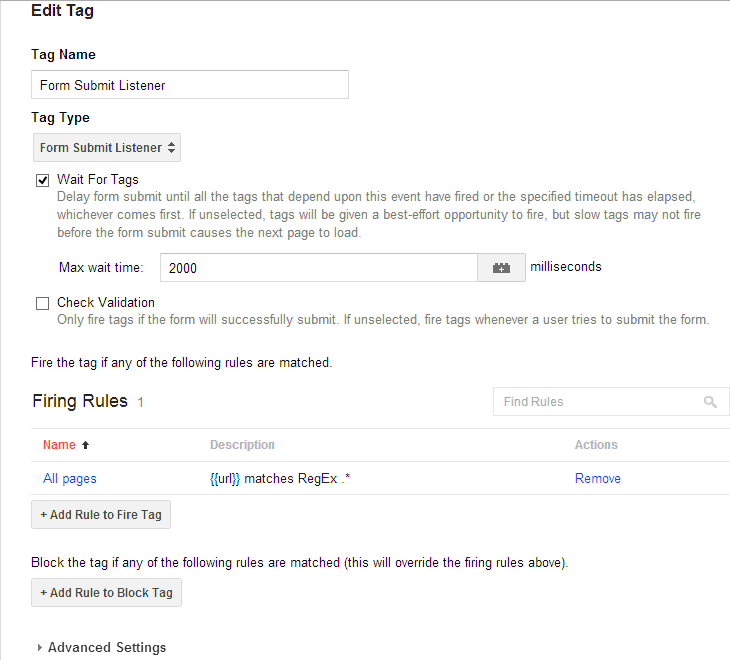 Edit Tag
Tag Name
Form Submit Listener
Tag Type
Form Submit Listener
Wait For Tags
Delay form submit until all the tags that depend upon this event have fired or the specified timeout has elapsed,
whichever comes first. If unselected, tags will be given a best-effort opportunity to fire, but slow tags may not fire
before the form submit causes the next page to load.
Max wait time: 2000 milliseconds
Check Validation
Only fire tags if the form will successfully submit. If unselected, fire tags whenever a user tries to submit the form.
Fire the tag if any of the following rules are matched.
Firing Rules 1 Find Rules
Name Description Actions
All pages {{url}} matches RegEx .* Remove
+ Add Rule to Fire Tag
Block the tag if any of the following rules are matched (this will override the firing rules above).
+ Add Rule to Block Tag
Advanced Settings